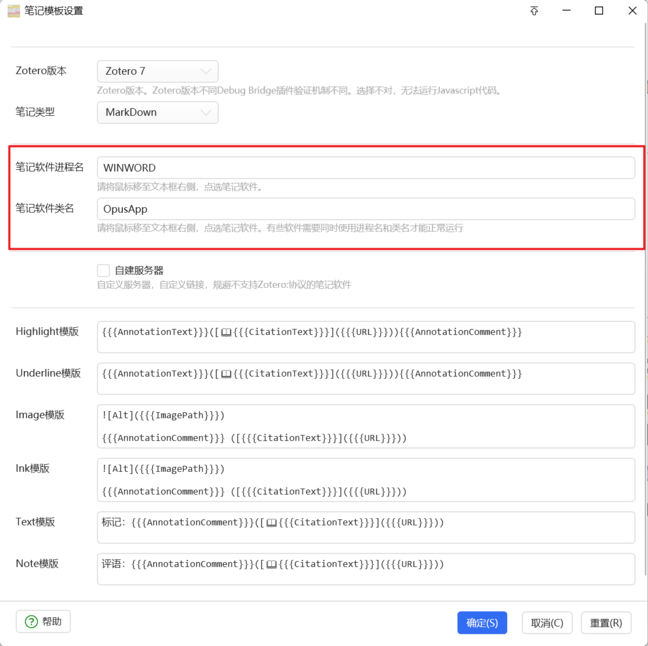 笔记模板设置
Zotero版本
Zotero 7
Zotero版本。Zotero版本不同Debug Bridge插件验证机制不同。选择不对，无法运行Javascript代码。
笔记类型
MarkDown
笔记软件进程名
WINWORD
请将鼠标移至文本框右侧，点选笔记软件。
笔记软件类名
OpusApp
请将鼠标移至文本框右侧，点选笔记软件。有些软件需要同时使用进程名和类名才能正常运行
自建服务器
自定义服务器，自定义链接，规避不支持Zotero:协议的笔记软件
Highlight模版
{{{AnnotationText}}}([🕮{{{CitationText}}}]({{{URL}}})){{{AnnotationComment}}}
Underline模版
{{{AnnotationText}}}([🕮{{{CitationText}}}]({{{URL}}})){{{AnnotationComment}}}
Image模版
![Alt]({{{ImagePath}}})
{{{AnnotationComment}}} ([{{{CitationText}}}]({{{URL}}}))
Ink模版
![Alt]({{{ImagePath}}})
{{{AnnotationComment}}} ([{{{CitationText}}}]({{{URL}}}))
Text模版
标记: {{{AnnotationComment}}}([🕮{{{CitationText}}}]({{{URL}}}))
Note模版
评语: {{{AnnotationComment}}}([🕮{{{CitationText}}}]({{{URL}}}))
帮助
确定(S)
取消(C)
重置(R)